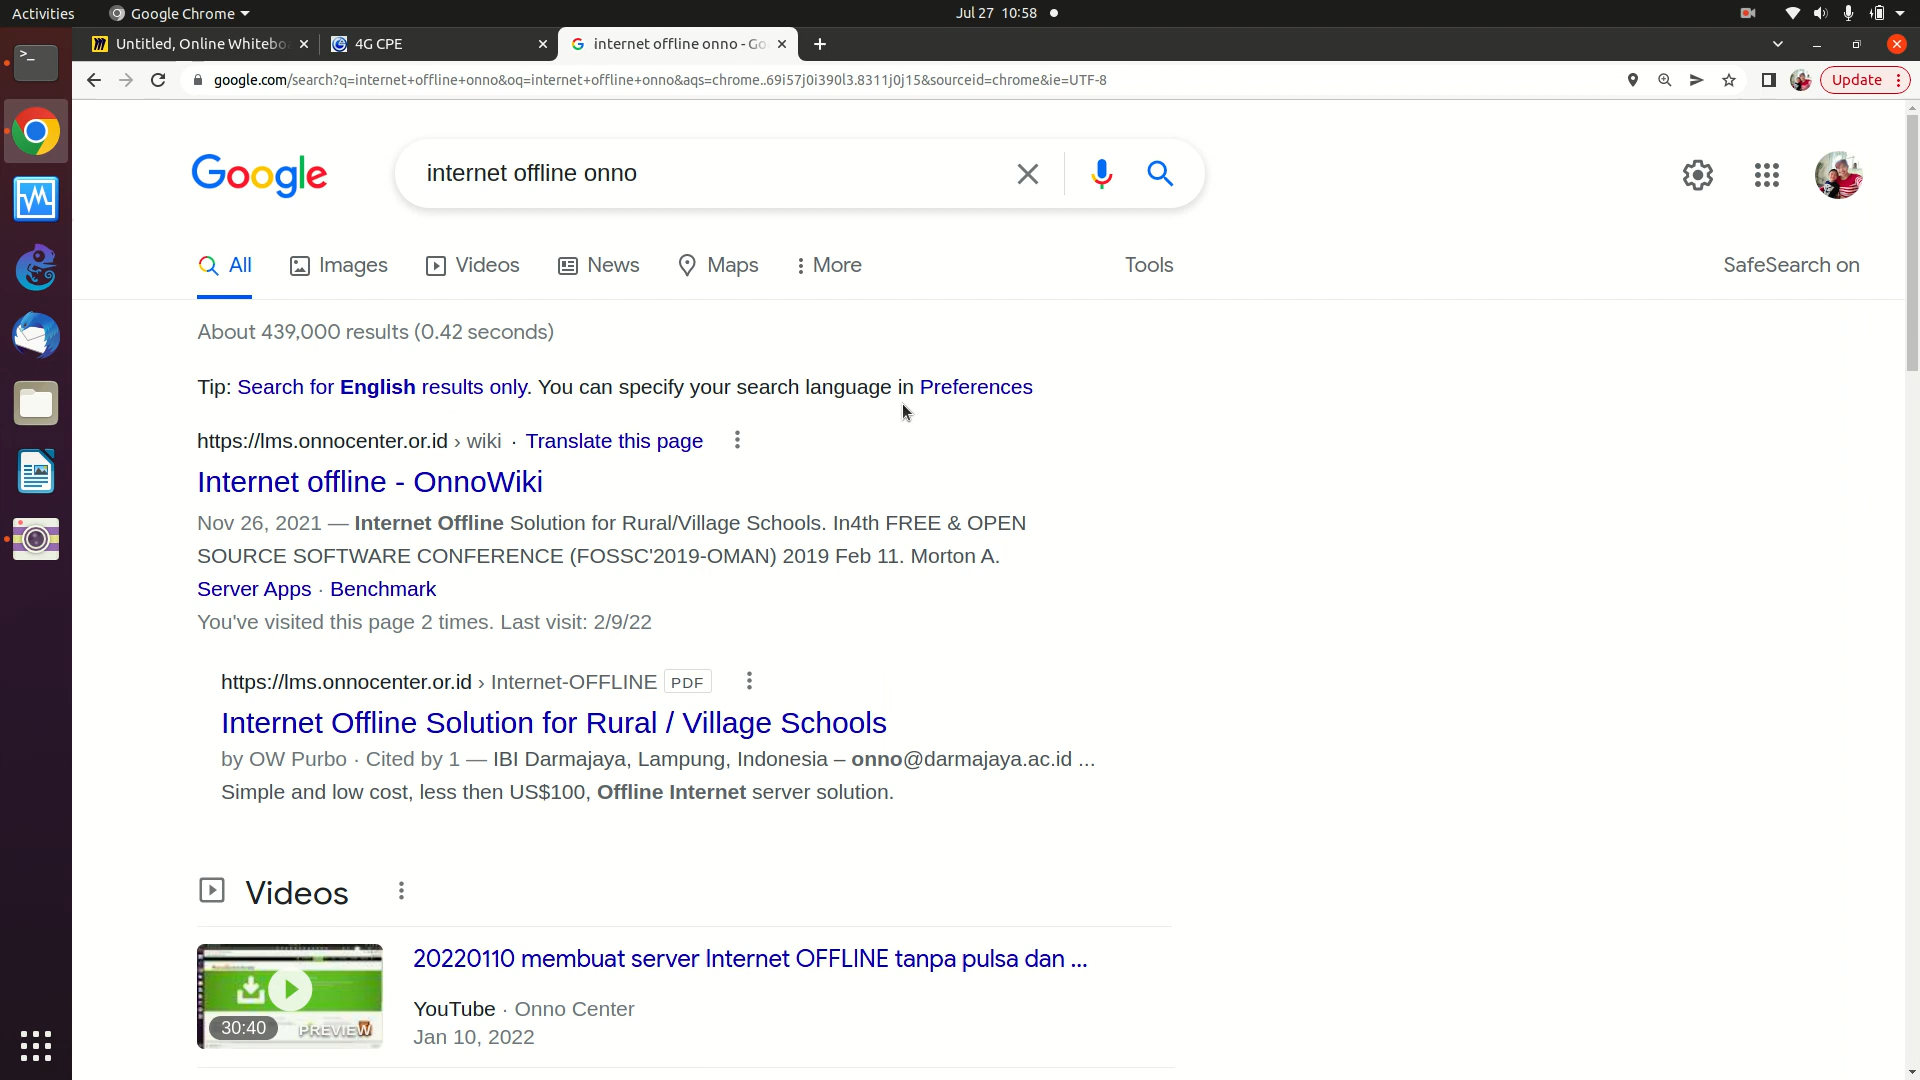 Activities
Google Chrome
Jul 27 10:58
Untitled, Online Whitebo
4G CPE
internet offline onno - Go
google.com/search?q=internet+offline+onno&oq=internet+offline+onno&aqs=chrome..69i57j0i390l3.8311j0j15&sourceid=chrome&ie=UTF-8
Update
Google
internet offline onno
All
Images
Videos
News
Maps
More
Tools
SafeSearch on
About 439,000 results (0.42 seconds)
Tip: Search for English results only. You can specify your search language in Preferences
https://lms.onnocenter.or.id › wiki · Translate this page
Internet offline - OnnoWiki
Nov 26, 2021 — Internet Offline Solution for Rural/Village Schools. In4th FREE & OPEN
SOURCE SOFTWARE CONFERENCE (FOSSC'2019-OMAN) 2019 Feb 11. Morton A.
Server Apps · Benchmark
You've visited this page 2 times. Last visit: 2/9/22
https://lms.onnocenter.or.id › Internet-OFFLINE PDF
Internet Offline Solution for Rural / Village Schools
by OW Purbo · Cited by 1 — IBI Darmajaya, Lampung, Indonesia – onno@darmajaya.ac.id ...
Simple and low cost, less then US$100, Offline Internet server solution.
Videos
20220110 membuat server Internet OFFLINE tanpa pulsa dan ...
30:40
PREVIEW
YouTube · Onno Center
Jan 10, 2022